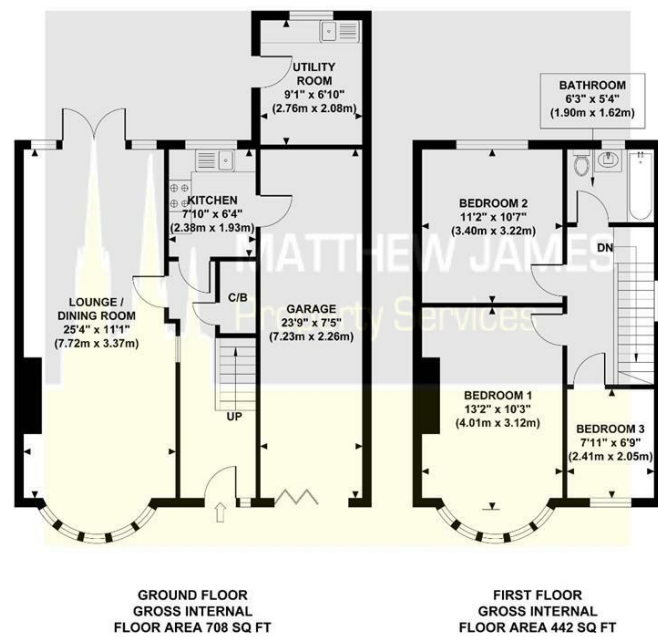 UTILITY
ROOM
9'1" x 6'10"
(2.76m x 2.08m)
BATHROOM
6'3" x 5'4"
(1.90m x 1.62m)
KITCHEN
7'10" x 6'4"
(2.38m x 1.93m)
BEDROOM 2
11'2" x 10'7"
(3.40m x 3.22m)
DN
MATTHEW JAMES
Property Services
C/B
LOUNGE /
DINING ROOM
25'4" x 11'1"
(7.72m x 3.37m)
GARAGE
23'9" x 7'5"
(7.23m x 2.26m)
UP
BEDROOM 1
13'2" x 10'3"
(4.01m x 3.12m)
BEDROOM 3
7'11" x 6'9"
(2.41m x 2.05m)
GROUND FLOOR
GROSS INTERNAL
FLOOR AREA 708 SQ FT
FIRST FLOOR
GROSS INTERNAL
FLOOR AREA 442 SQ FT